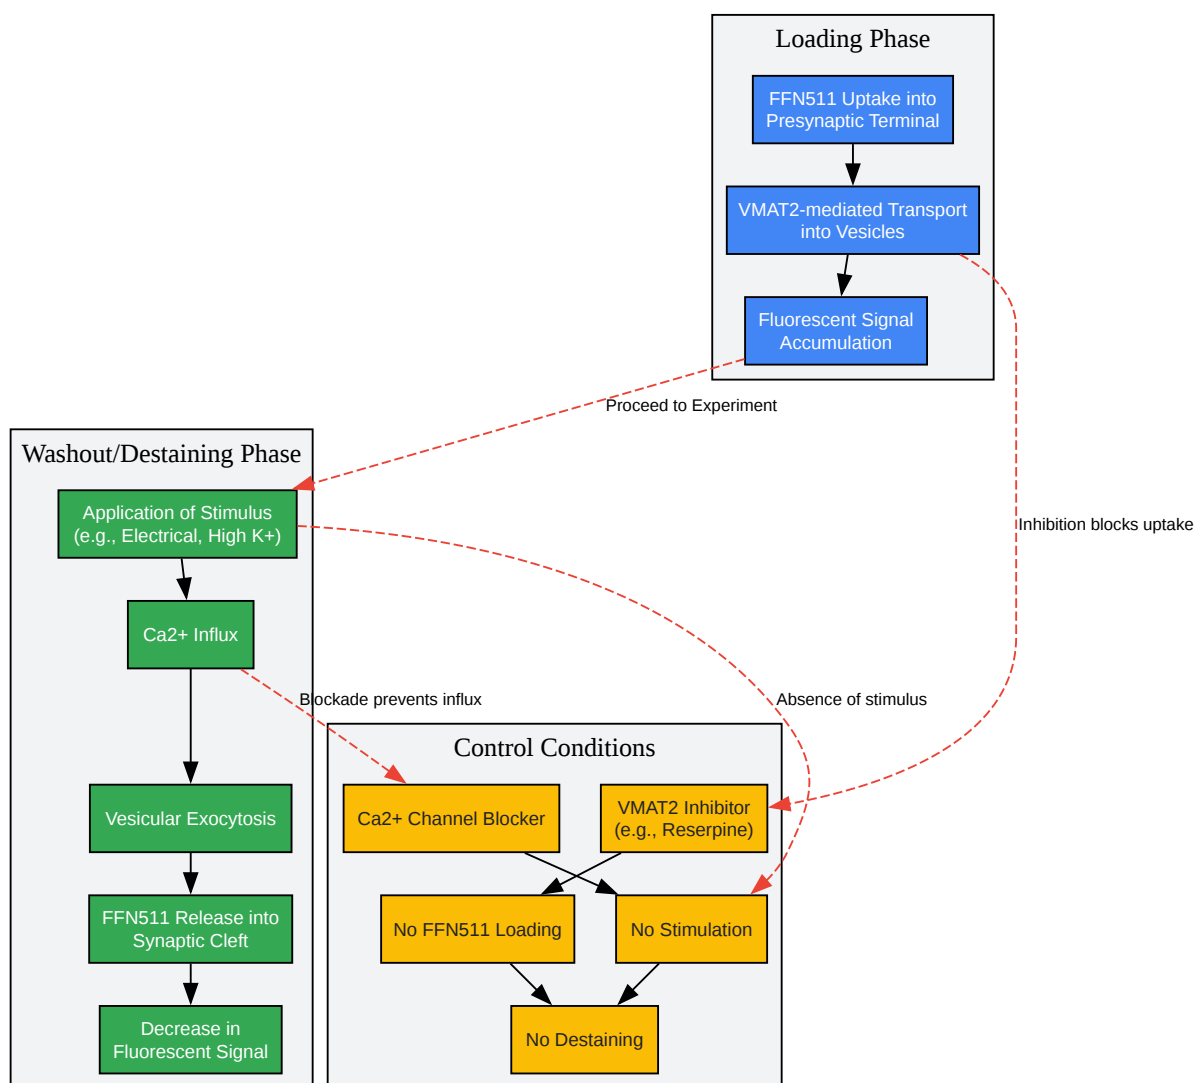 Loading Phase
FFN511 Uptake into
Presynaptic Terminal
VMAT2-mediated Transport
into Vesicles
Fluorescent Signal
Accumulation
Proceed to Experiment
Washout/Destaining Phase
Application of Stimulus
(e.g., Electrical, High K+)
Inhibition blocks uptake
Ca2+ Influx
Blockade prevents influx
Absence of stimulus
Control Conditions
Vesicular Exocytosis
Ca2+ Channel Blocker
VMAT2 Inhibitor
(e.g., Reserpine)
FFN511 Release into
Synaptic Cleft
No FFN511 Loading
No Stimulation
Decrease in
Fluorescent Signal
No Destaining